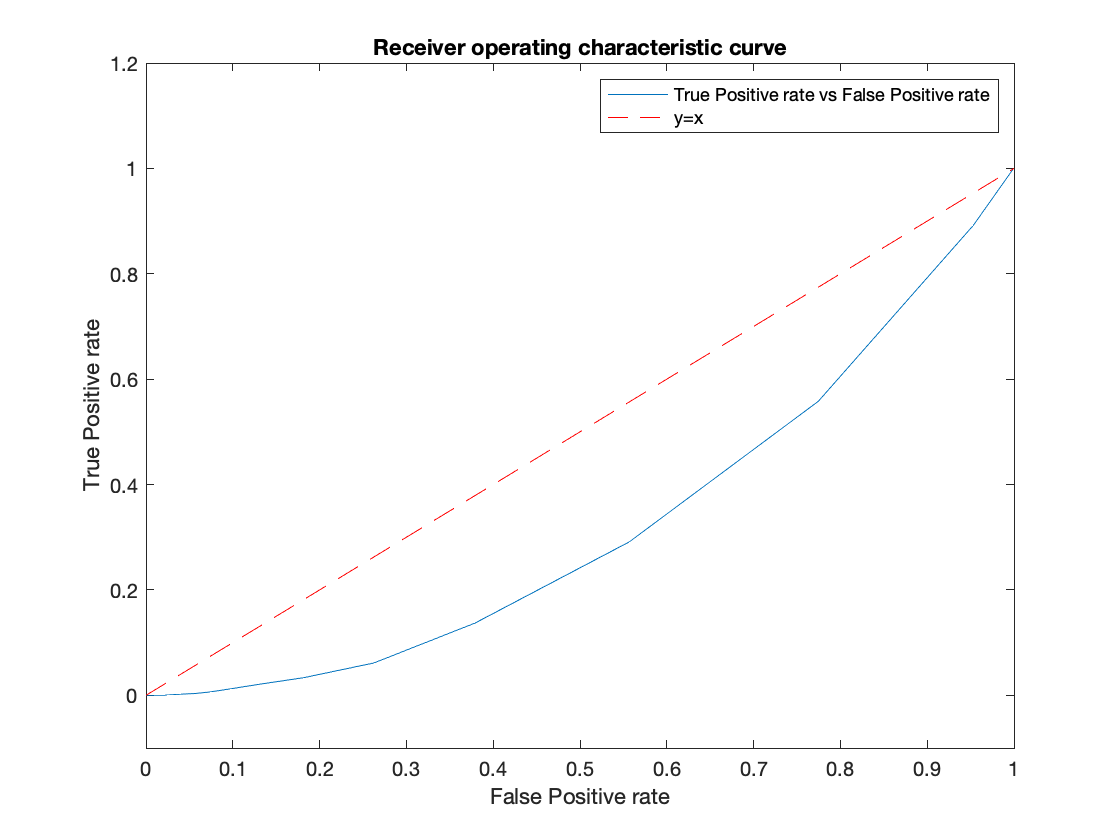 Receiver operating characteristic curve
True Positive rate vs False Positive rate
y=x
1.2
1
0.8
0.6
0.4
0.2
0
True Positive rate
0 0.1 0.2 0.3 0.4 0.5 0.6 0.7 0.8 0.9 1
False Positive rate